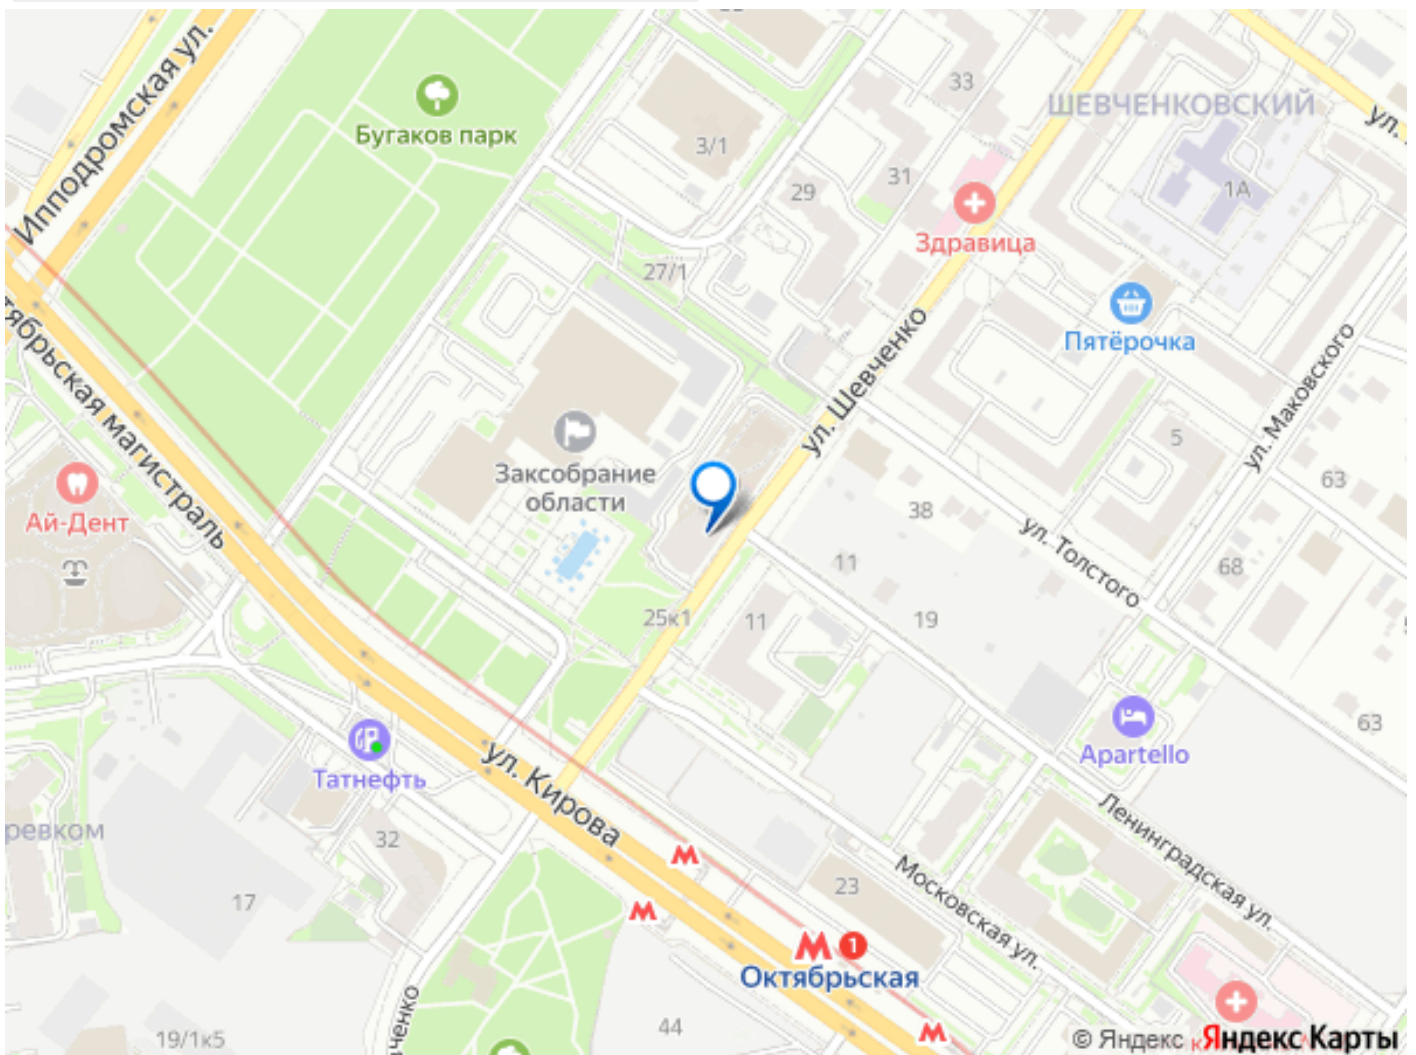 Ипподромская ул.
Бугаков парк
3/1
33
ШЕВЧЕНКОВСКИЙ
ул.
1А
31
29
Здравица
27/1
Пятёрочка
ул. Шевченко
ул. Маковского
магистраль
Заксобрание
области
Ай-Дент
5
63
38
ул. Толстого
68
11
19
25к1
11
63
Apartello
Татнефть
ул. Кирова
Ленинградская ул.
32
23
Московская ул.
17
Октябрьская
1
44
19/1к5
© Яндекс
Яндекс Карты